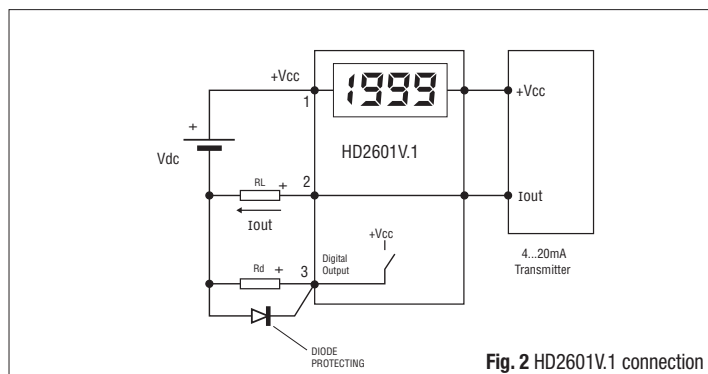 +Vcc
1
1999
+Vcc
HD2601V.1
+
Vdc
RL
+
2
Iout
Iout
+Vcc
Rd
+
3
Digital
Output
4...20mA
Transmitter
DIODE
PROTECTING
Fig. 2 HD2601V.1 connection